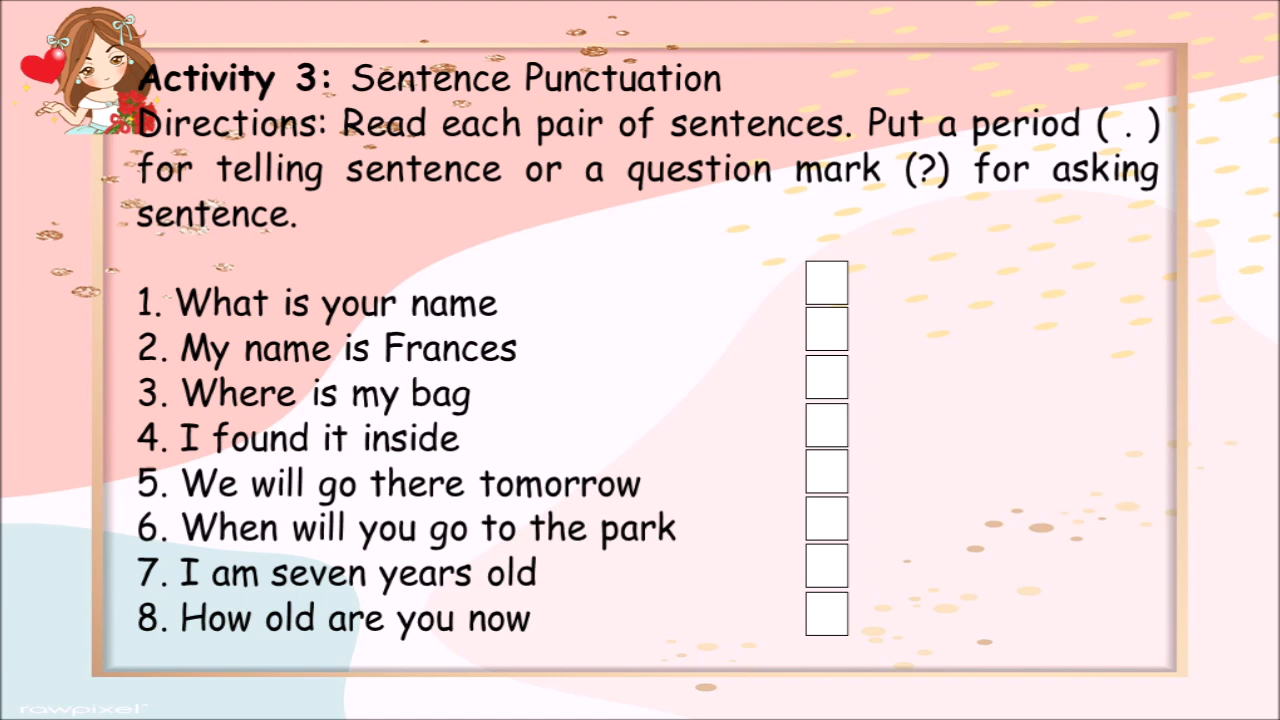 Activity 3: Sentence Punctuation
Directions: Read each pair of sentences. Put a period ( . )
for telling sentence or a question mark (?) for asking
sentence.
1. What is your name
2. My name is Frances
3. Where is my bag
4. I found it inside
5. We will go there tomorrow
6. When will you go to the park
7. I am seven years old
8. How old are you now
rawpixel